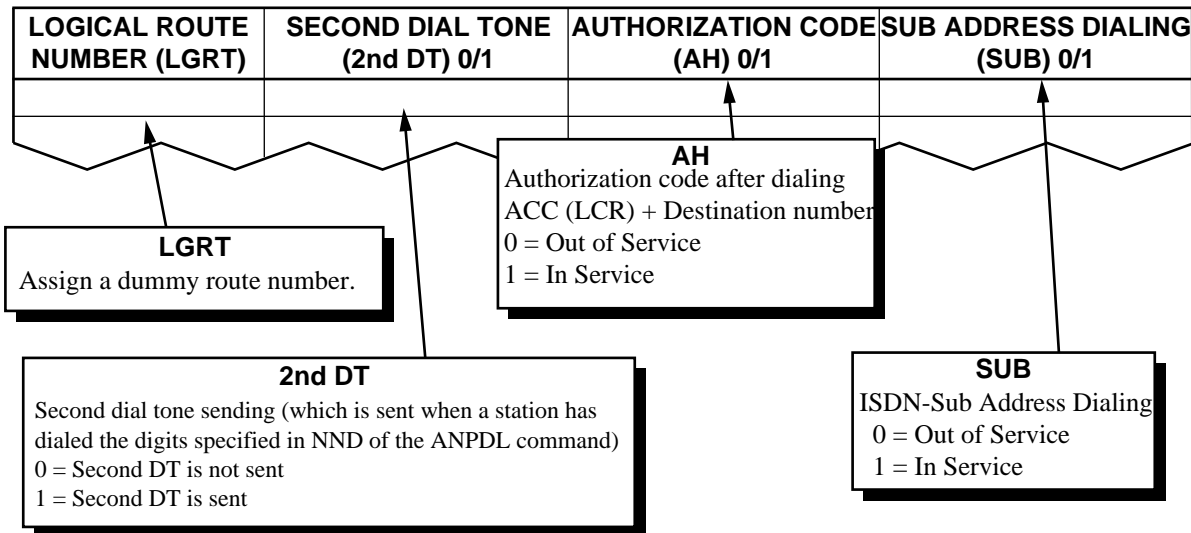 LOGICAL ROUTE NUMBER (LGRT)
SECOND DIAL TONE (2nd DT) 0/1
AUTHORIZATION CODE (AH) 0/1
SUB ADDRESS DIALING (SUB) 0/1
AH
Authorization code after dialing
ACC (LCR) + Destination number
0 = Out of Service
1 = In Service
LGRT
Assign a dummy route number.
2nd DT
Second dial tone sending (which is sent when a station has
dialed the digits specified in NND of the ANPDL command)
0 = Second DT is not sent
1 = Second DT is sent
SUB
ISDN-Sub Address Dialing
0 = Out of Service
1 = In Service